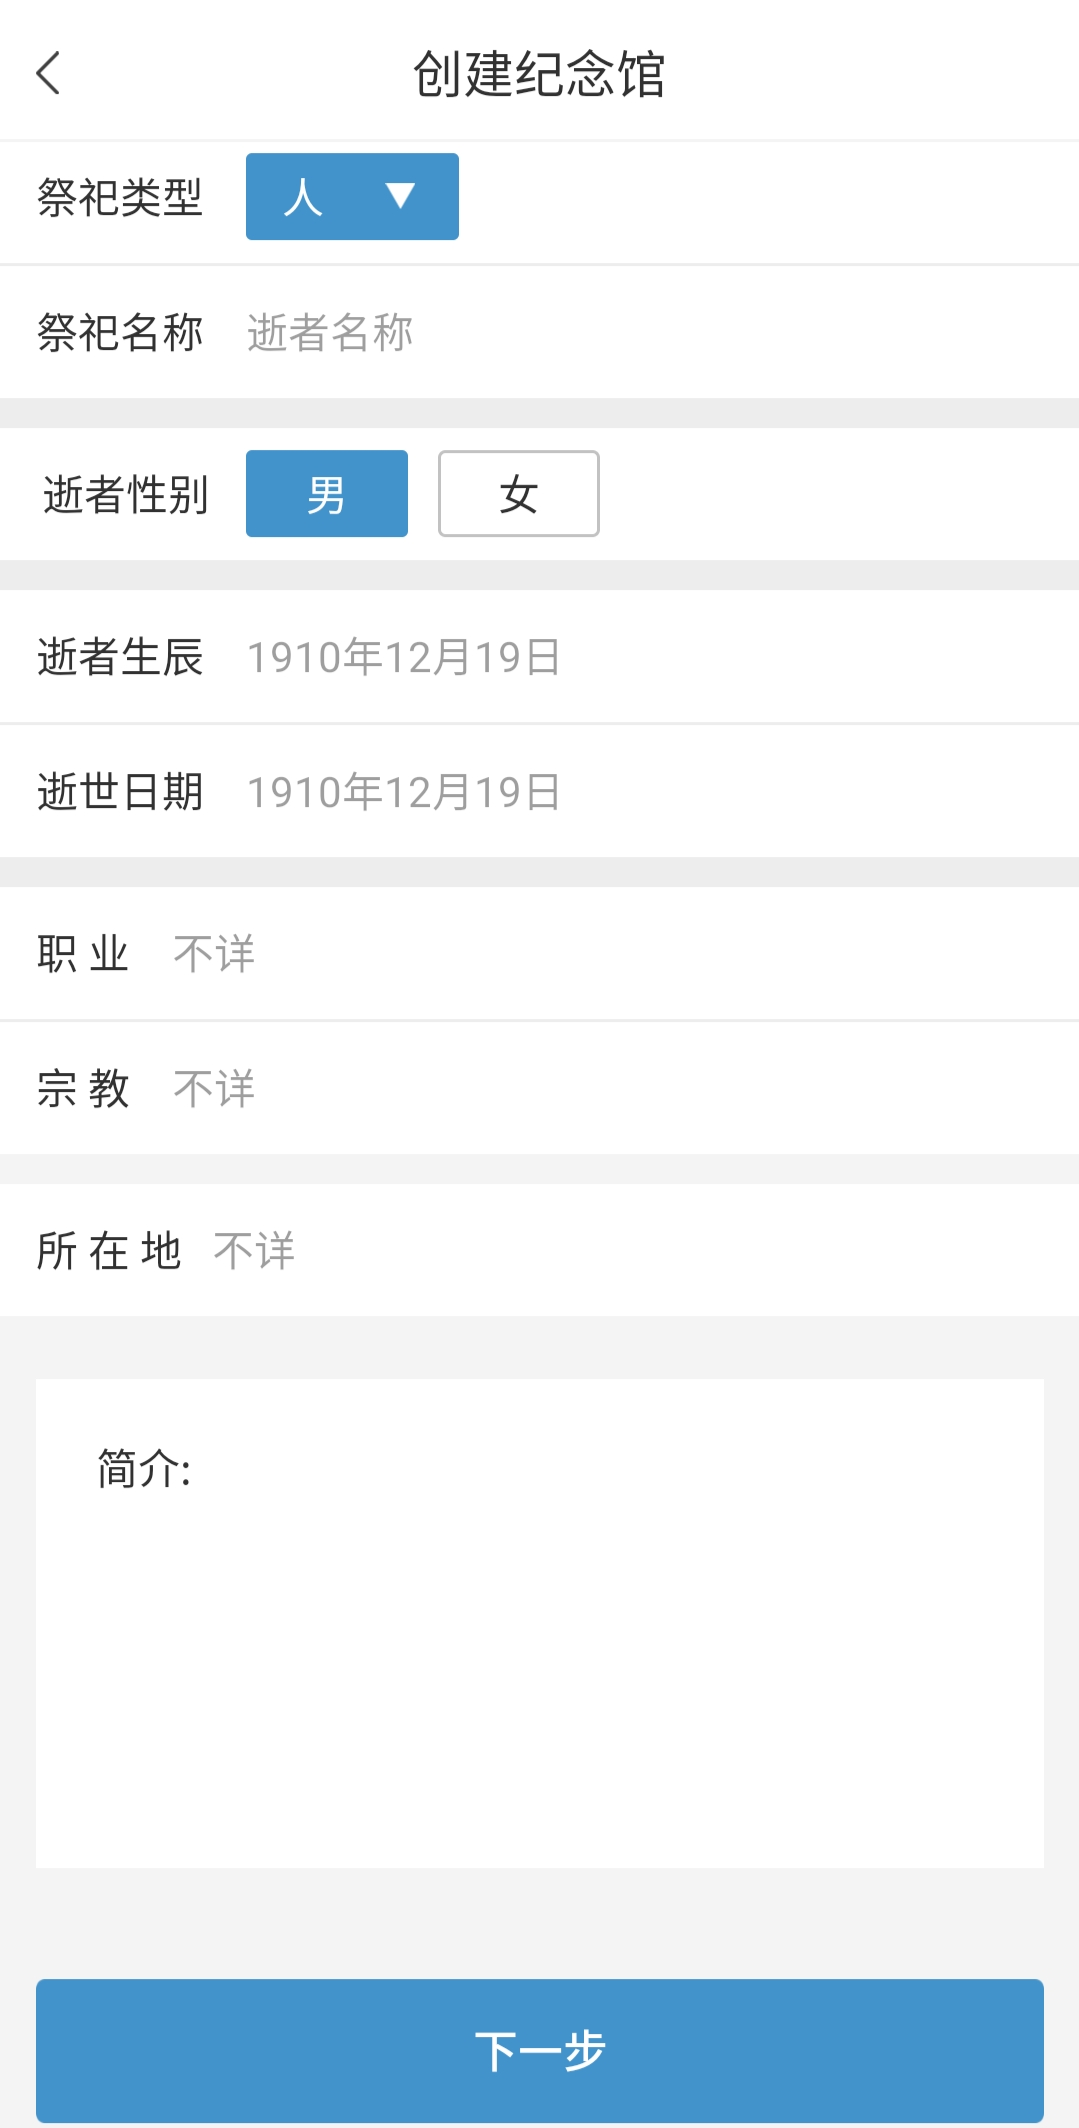 创建纪念馆
祭祀类型 人 ▼
祭祀名称 逝者名称
逝者性别 男 女
逝者生辰 1910年12月19日
逝世日期 1910年12月19日
职 业 不详
宗 教 不详
所 在 地 不详
简介:
下一步